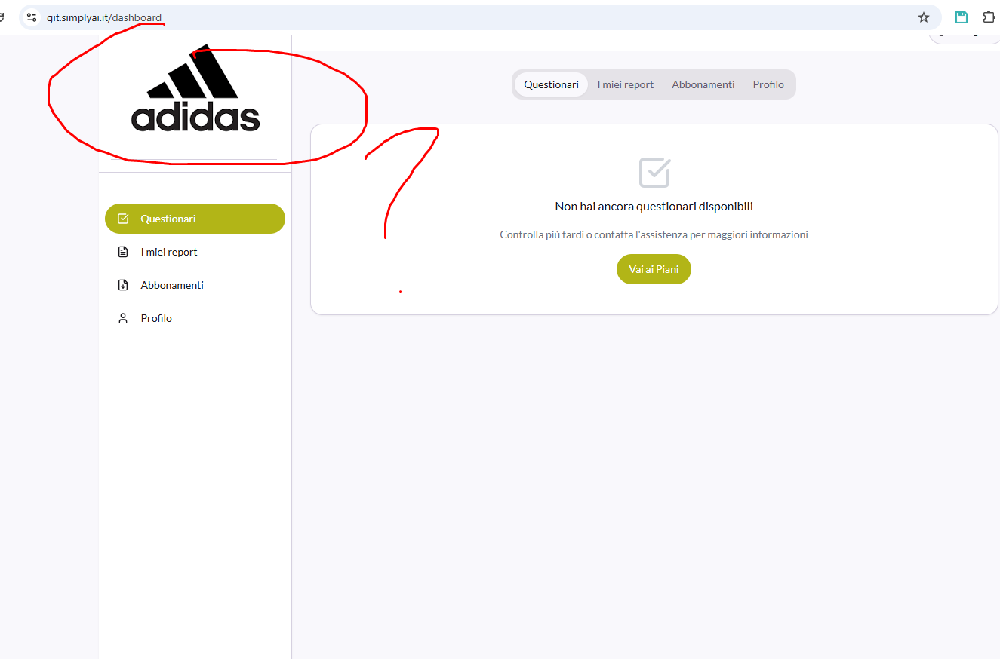 git.simplyai.it/dashboard
adidas
Questionari I miei report Abbonamenti Profilo
Non hai ancora questionari disponibili
Controlla più tardi o contatta l'assistenza per maggiori informazioni
Vai ai Piani
Questionari
I miei report
Abbonamenti
Profilo
?